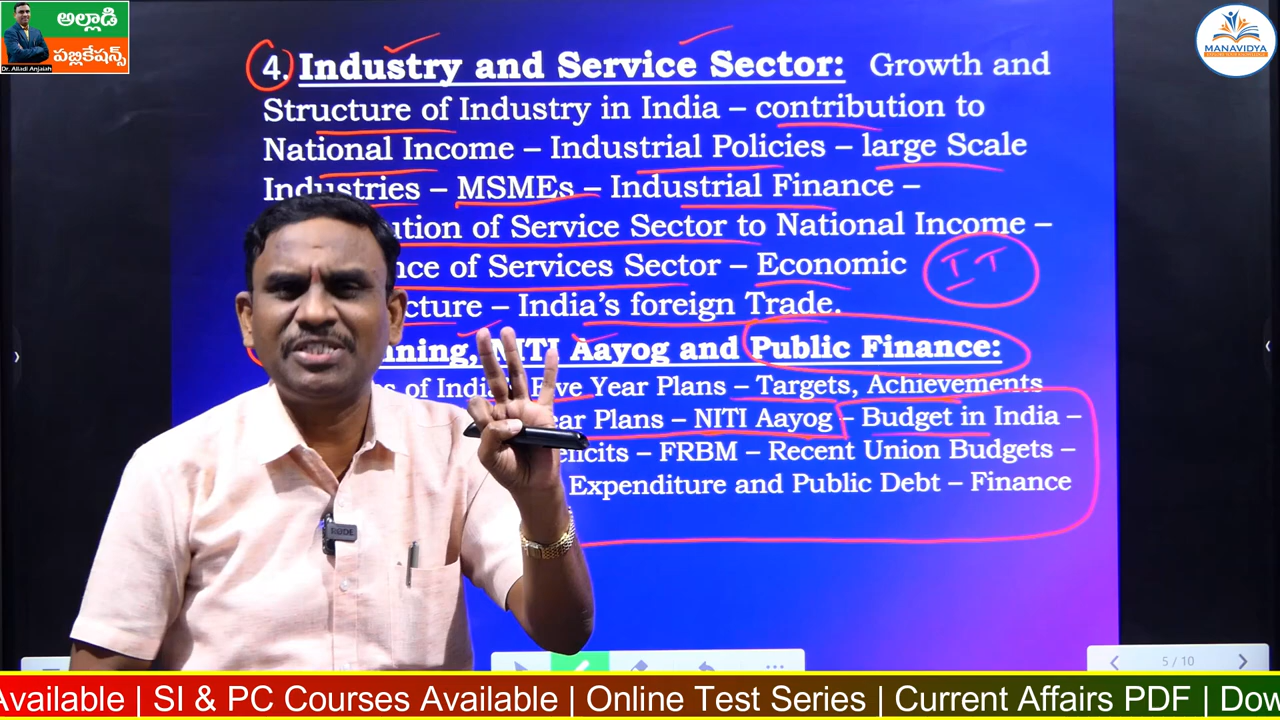 అల్లాడి
పబ్లికేషన్స్
Dr. Alladi Anjaiah
MANAVIDYA
4. Industry and Service Sector: Growth and
Structure of Industry in India – contribution to
National Income – Industrial Policies – large Scale
Industries – MSMEs – Industrial Finance –
ution of Service Sector to National Income –
nce of Services Sector – Economic
IT
cture – India's foreign Trade.
nning, NITI Aayog and Public Finance:
s of India Five Year Plans – Targets, Achievements
ear Plans – NITI Aayog – Budget in India –
eficits – FRBM – Recent Union Budgets –
Expenditure and Public Debt – Finance
RØDE
5 / 10
Available | SI & PC Courses Available | Online Test Series | Current Affairs PDF | Dow